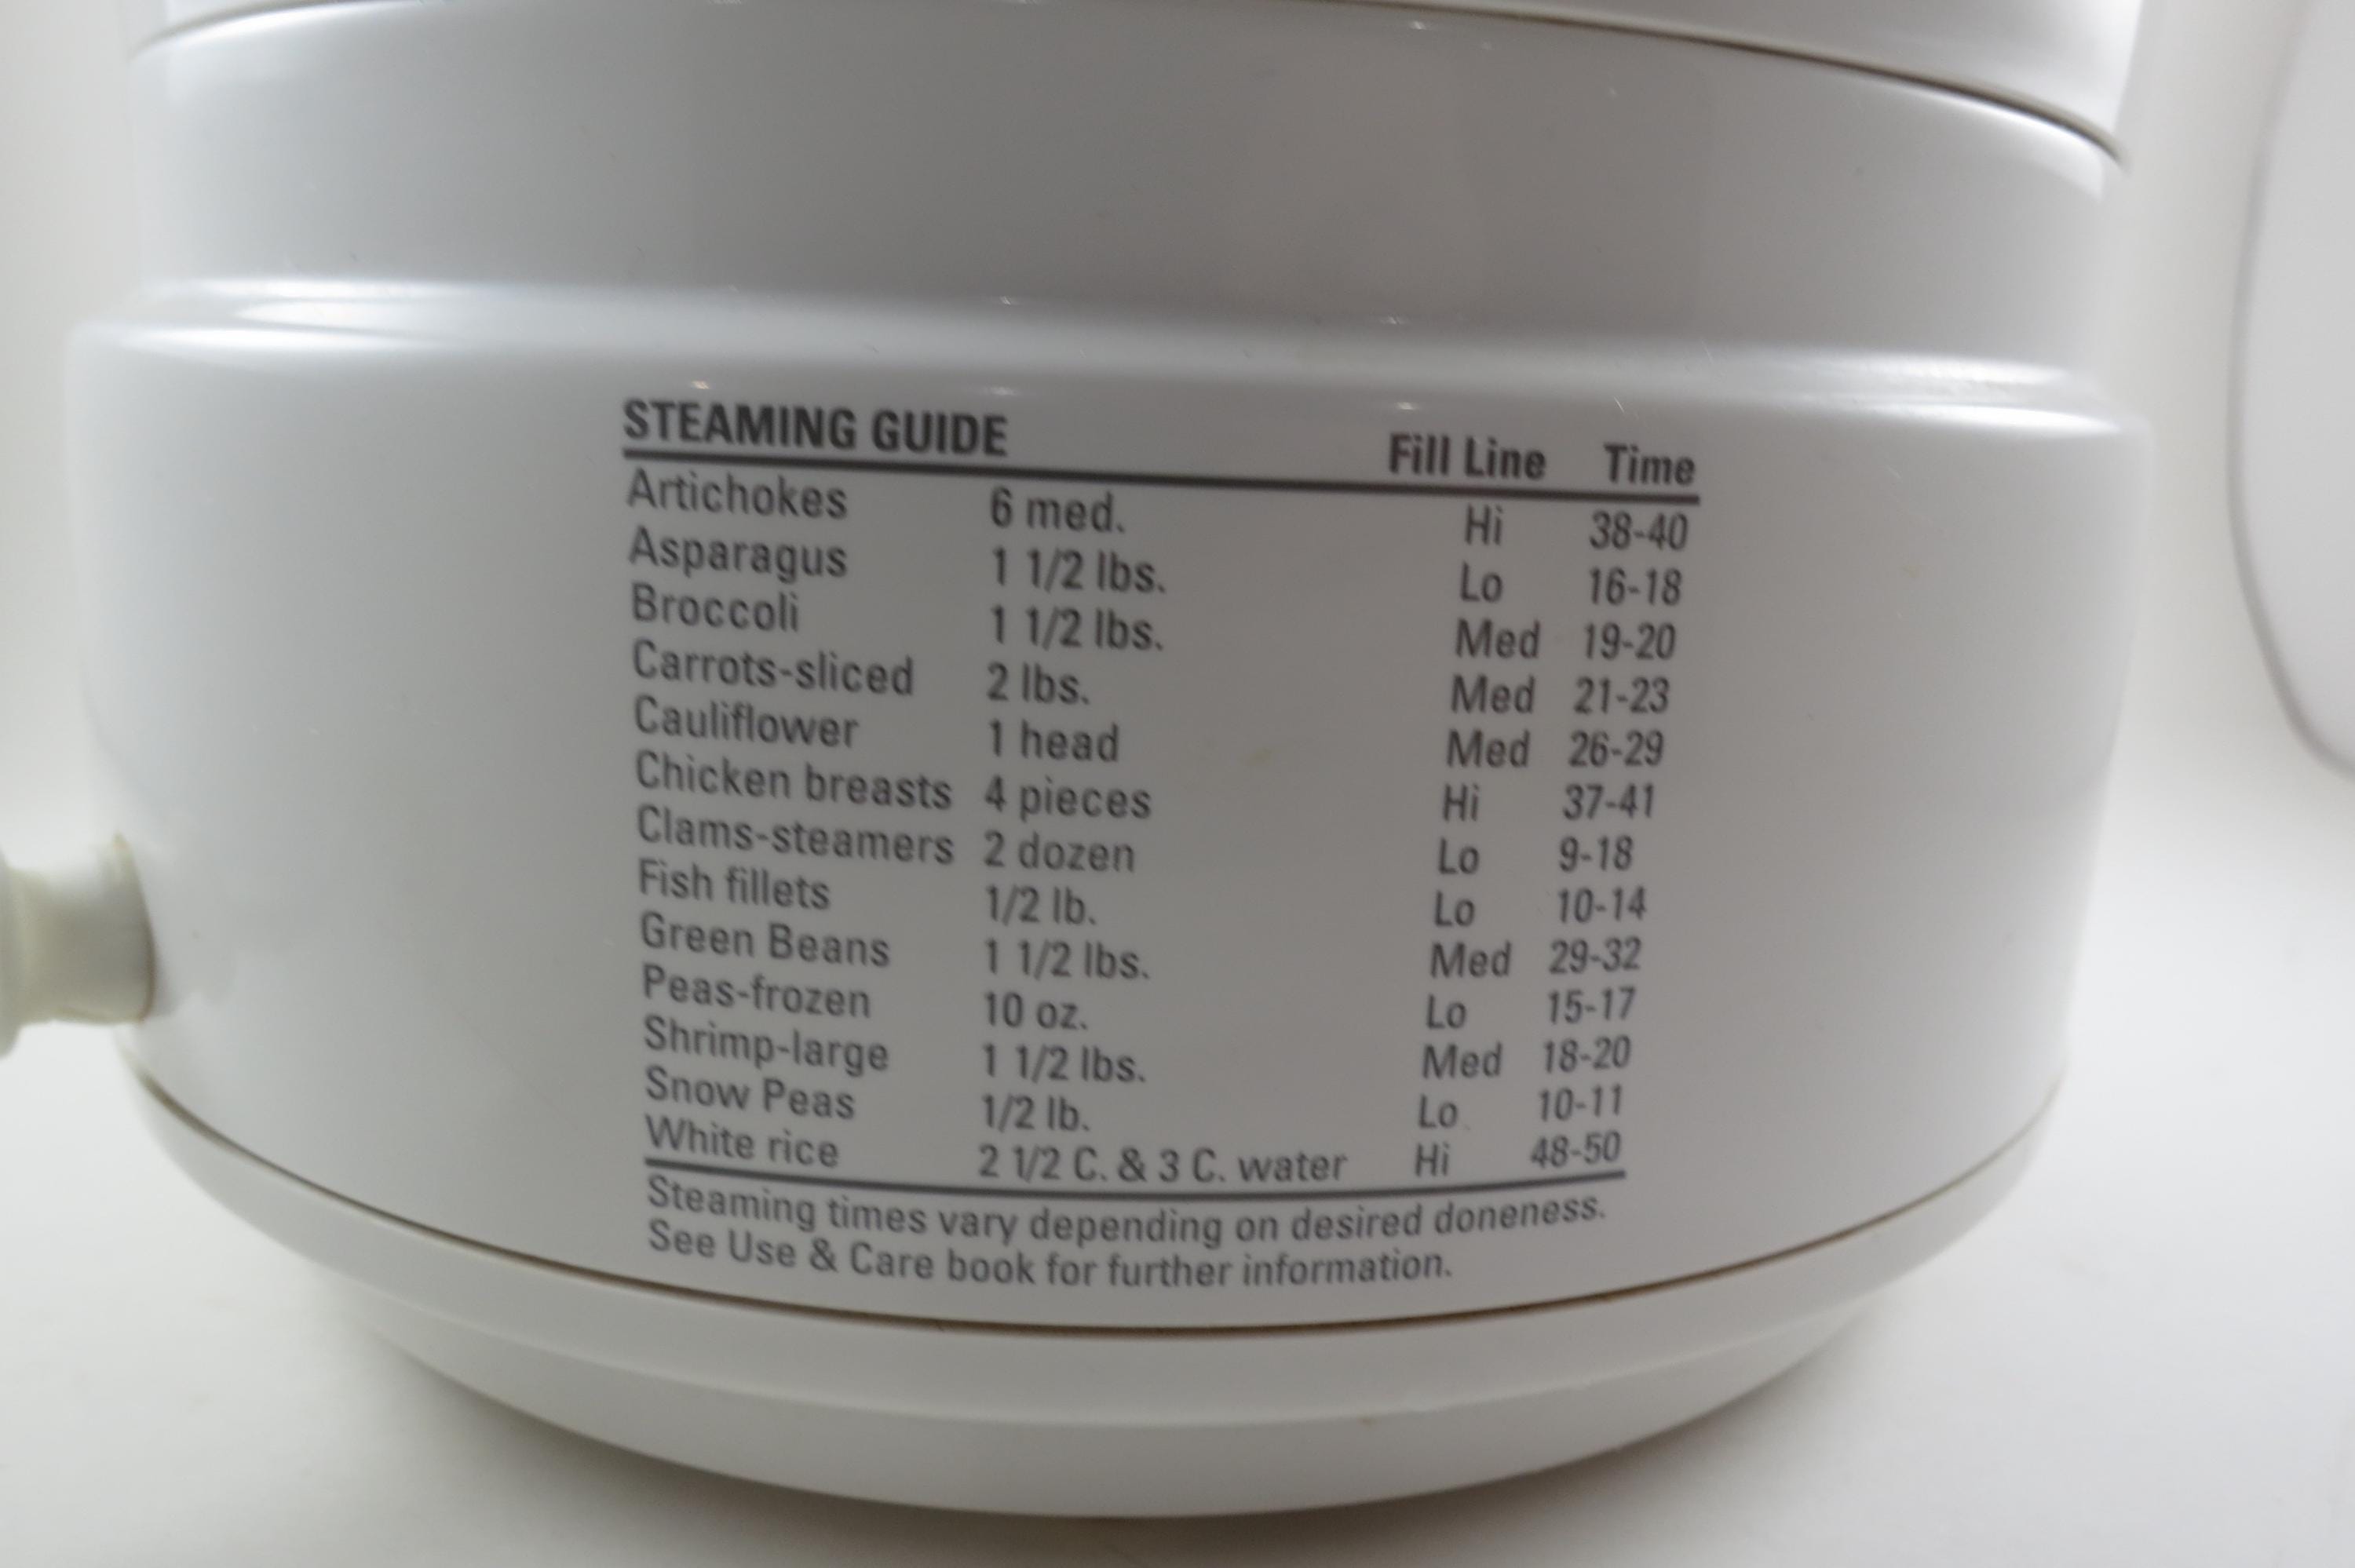 STEAMING GUIDE Fill Line Time
Artichokes 6 med. Hi 38-40
Asparagus 1 1/2 lbs. Lo 16-18
Broccoli 1 1/2 lbs. Med 19-20
Carrots-sliced 2 lbs. Med 21-23
Cauliflower 1 head Med 26-29
Chicken breasts 4 pieces Hi 37-41
Clams-steamers 2 dozen Lo 9-18
Fish fillets 1/2 lb. Lo 10-14
Green Beans 1 1/2 lbs. Med 29-32
Peas-frozen 10 oz. Lo 15-17
Shrimp-large 1 1/2 lbs. Med 18-20
Snow Peas 1/2 lb. Lo 10-11
White rice 2 1/2 C. & 3 C. water Hi 48-50
Steaming times vary depending on desired doneness.
See Use & Care book for further information.